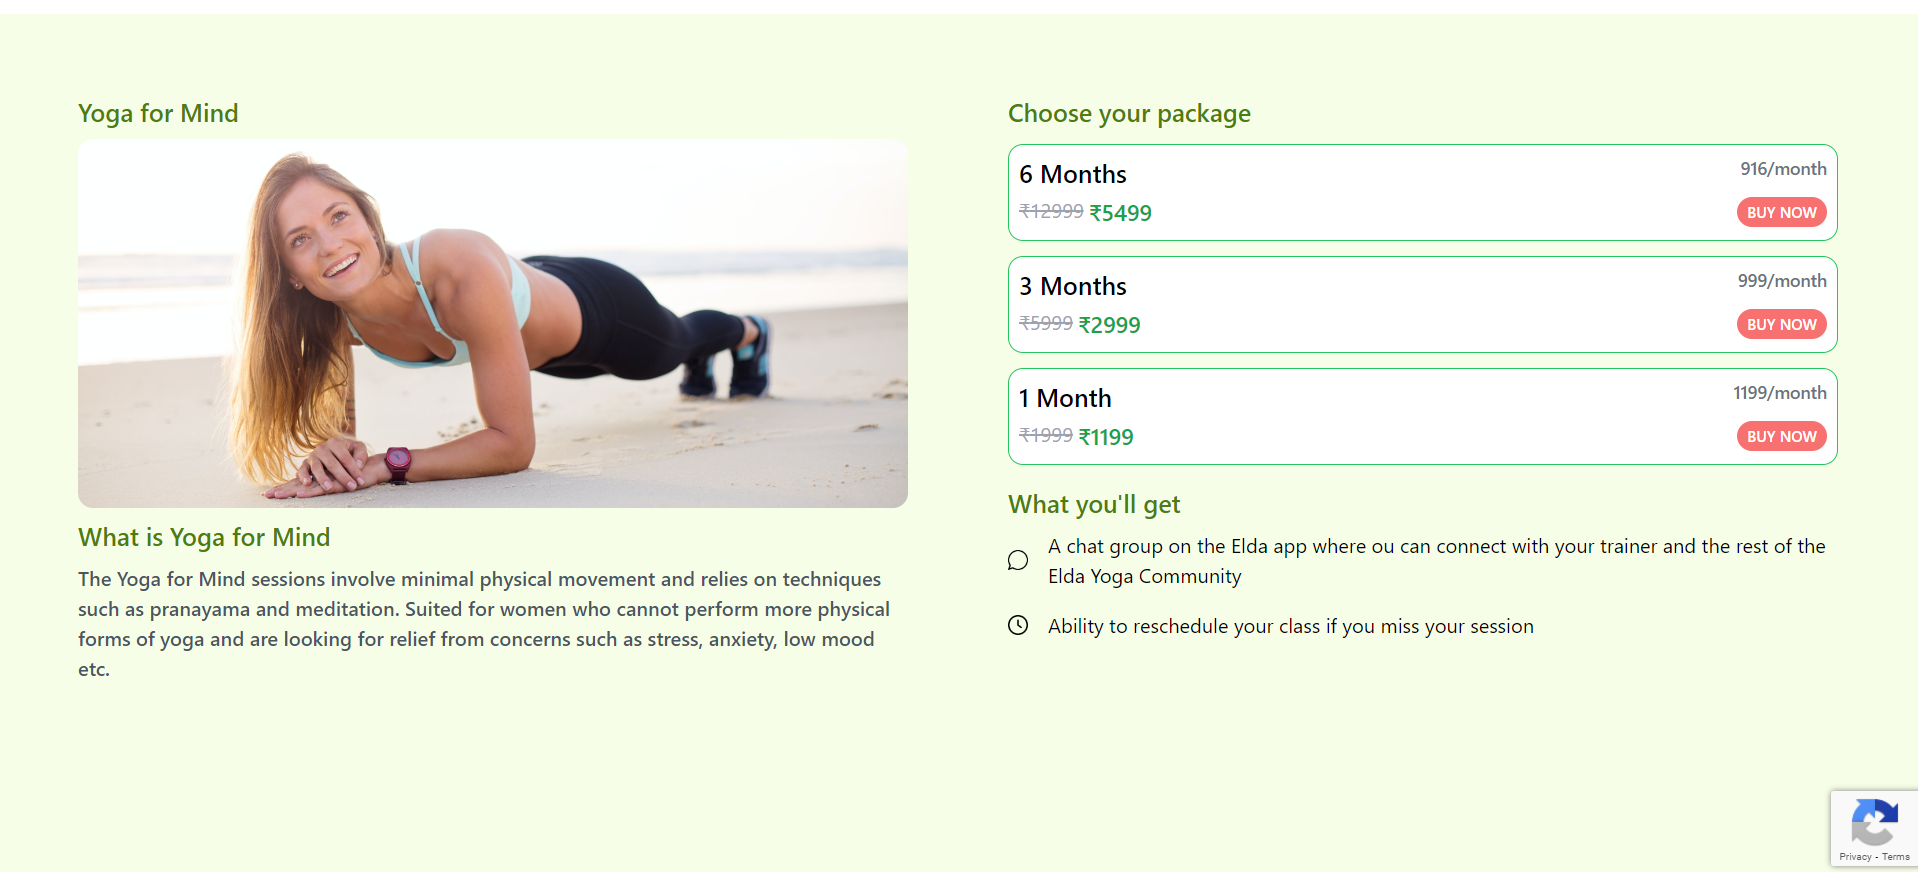 Yoga for Mind
What is Yoga for Mind
The Yoga for Mind sessions involve minimal physical movement and relies on techniques
such as pranayama and meditation. Suited for women who cannot perform more physical
forms of yoga and are looking for relief from concerns such as stress, anxiety, low mood
etc.
Choose your package
6 Months
916/month
₹12999 ₹5499
BUY NOW
3 Months
999/month
₹5999 ₹2999
BUY NOW
1 Month
1199/month
₹1999 ₹1199
BUY NOW
What you'll get
A chat group on the Elda app where ou can connect with your trainer and the rest of the
Elda Yoga Community
Ability to reschedule your class if you miss your session
Privacy - Terms